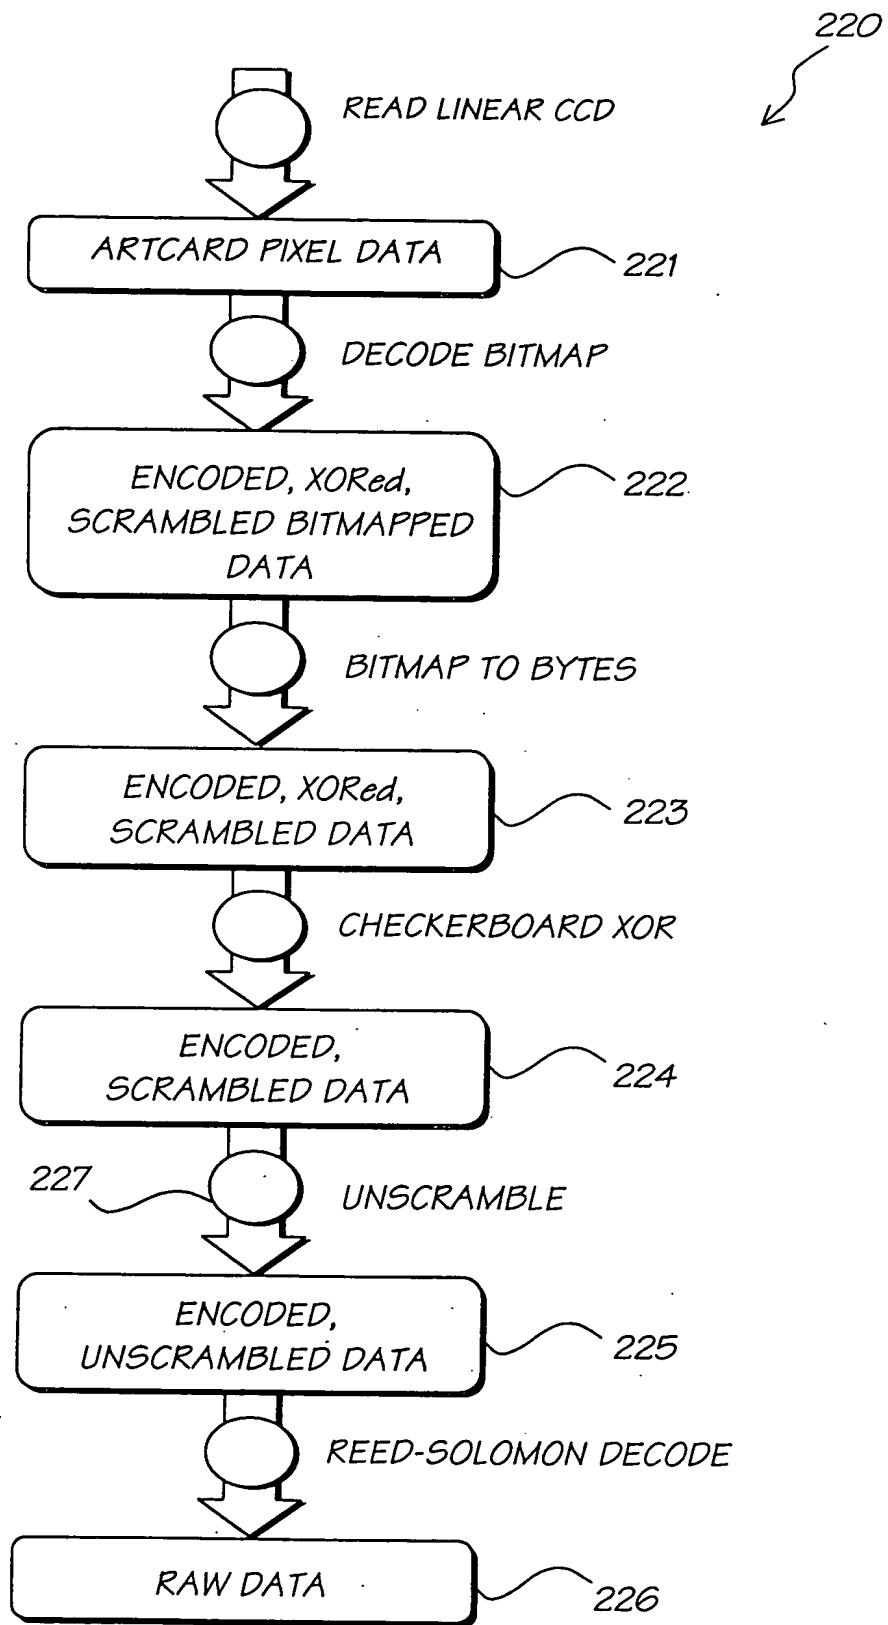 220
READ LINEAR CCD
ARTCARD PIXEL DATA
221
DECODE BITMAP
ENCODED, XORed,
SCRAMBLED BITMAPPED
DATA
222
BITMAP TO BYTES
ENCODED, XORed,
SCRAMBLED DATA
223
CHECKERBOARD XOR
ENCODED,
SCRAMBLED DATA
224
227
UNSCRAMBLE
ENCODED,
UNSCRAMBLED DATA
225
REED-SOLOMON DECODE
RAW DATA
226